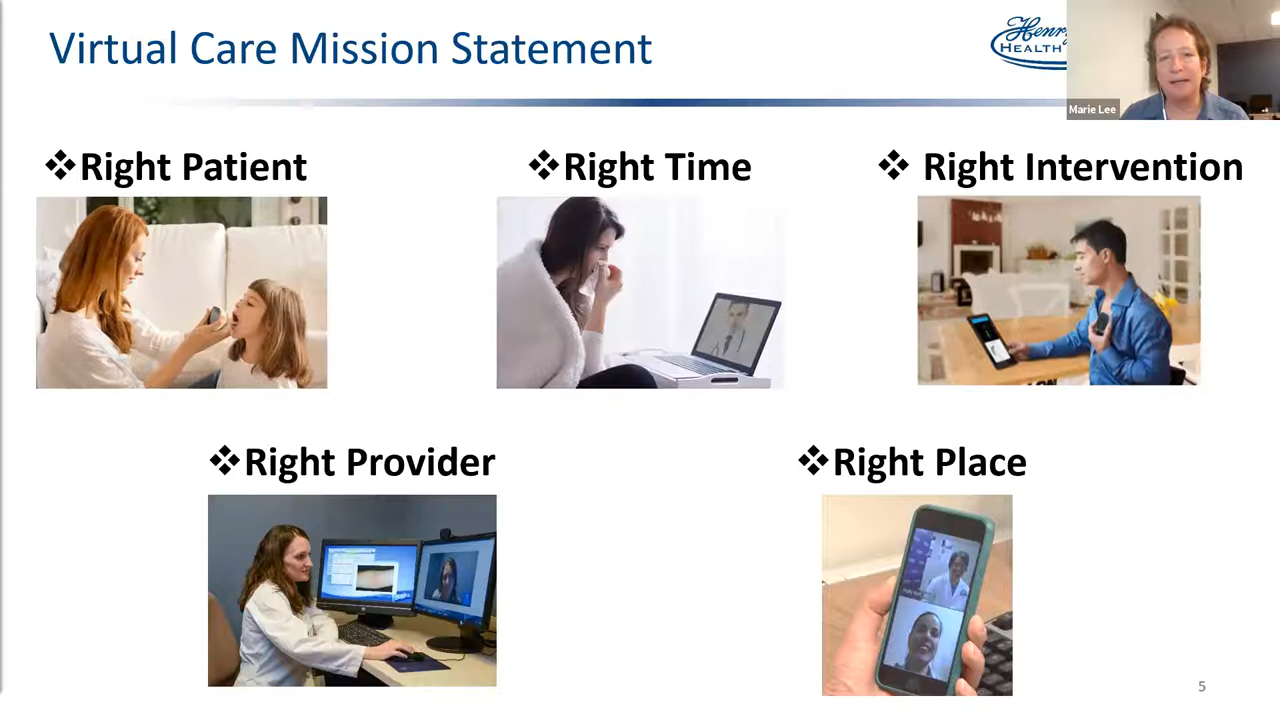 Virtual Care Mission Statement
Henry
HEALTH
Marie Lee
❖Right Patient
❖Right Time
❖ Right Intervention
❖Right Provider
❖Right Place
5